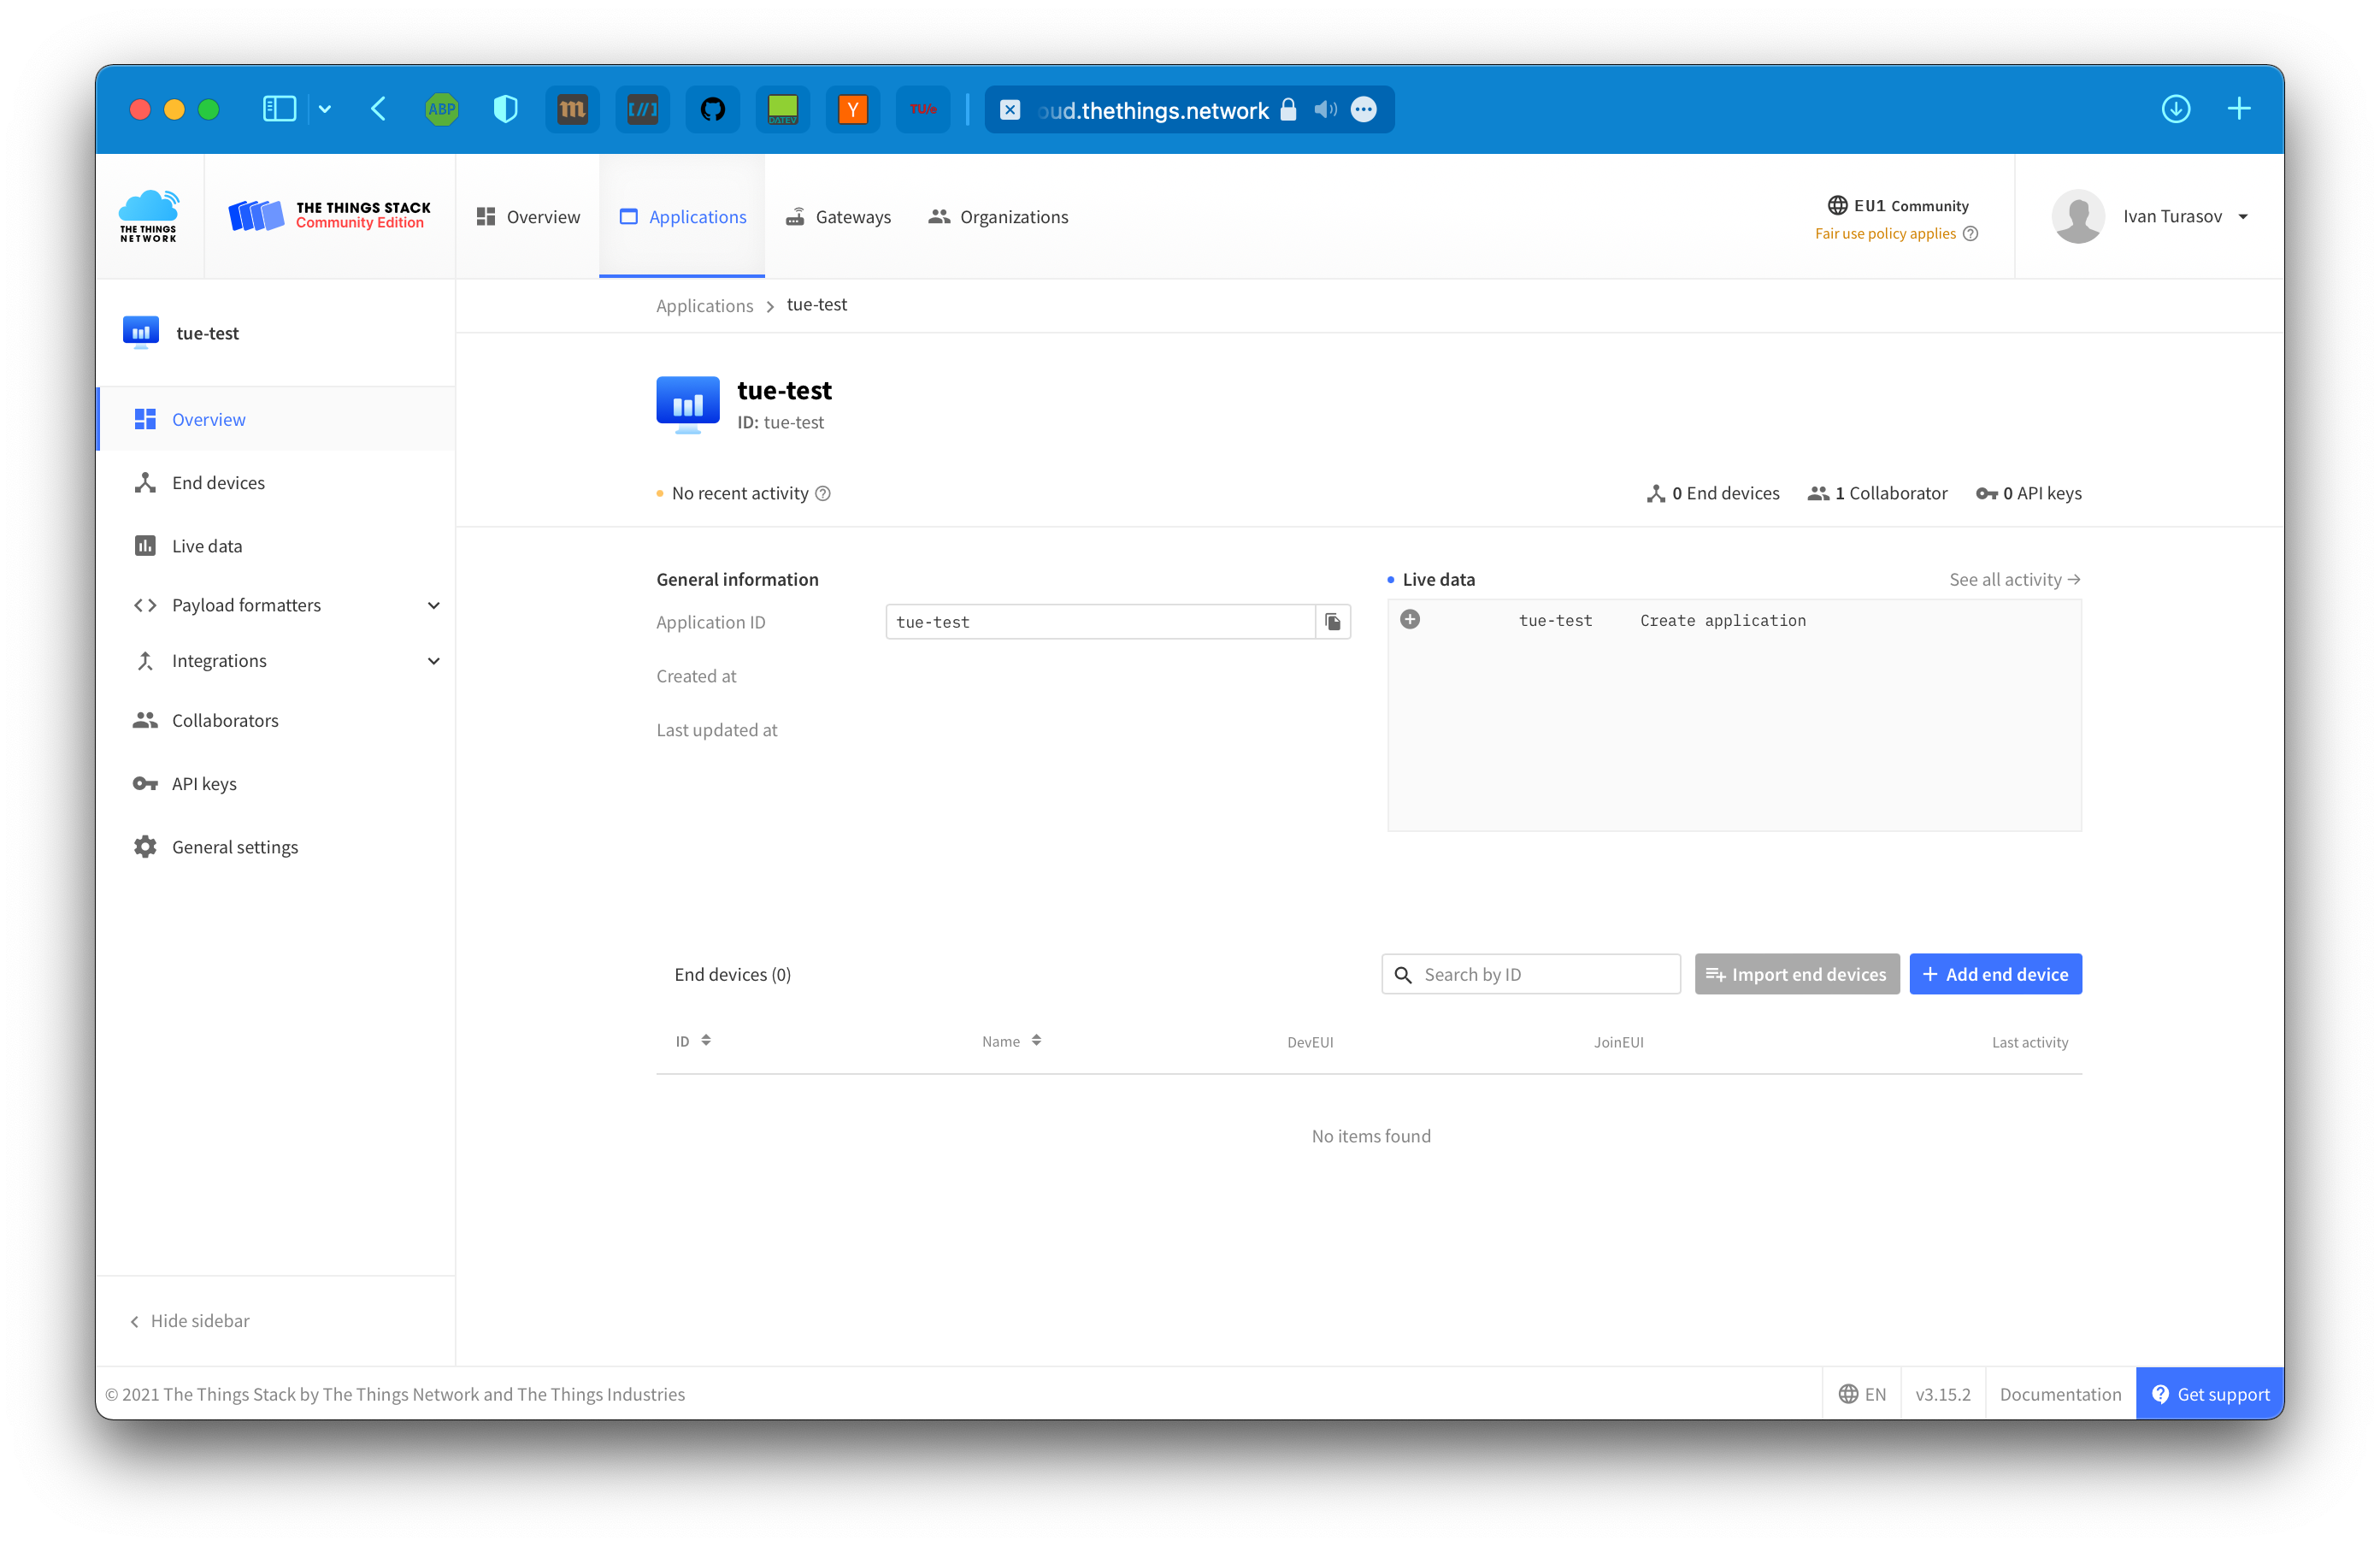 ABP
m
[//]
DATEV
Y
TU/e
oud.thethings.network
THE THINGS
NETWORK
THE THINGS STACK
Community Edition
Overview
Applications
Gateways
Organizations
EU1 Community
Fair use policy applies
Ivan Turasov
tue-test
Overview
End devices
Live data
Payload formatters
Integrations
Collaborators
API keys
General settings
Hide sidebar
Applications > tue-test
tue-test
ID: tue-test
No recent activity
0 End devices
1 Collaborator
0 API keys
General information
Application ID
tue-test
Created at
Last updated at
Live data
See all activity →
tue-test Create application
End devices (0)
Search by ID
Import end devices
+ Add end device
ID
Name
DevEUI
JoinEUI
Last activity
No items found
© 2021 The Things Stack by The Things Network and The Things Industries
EN
v3.15.2
Documentation
Get support